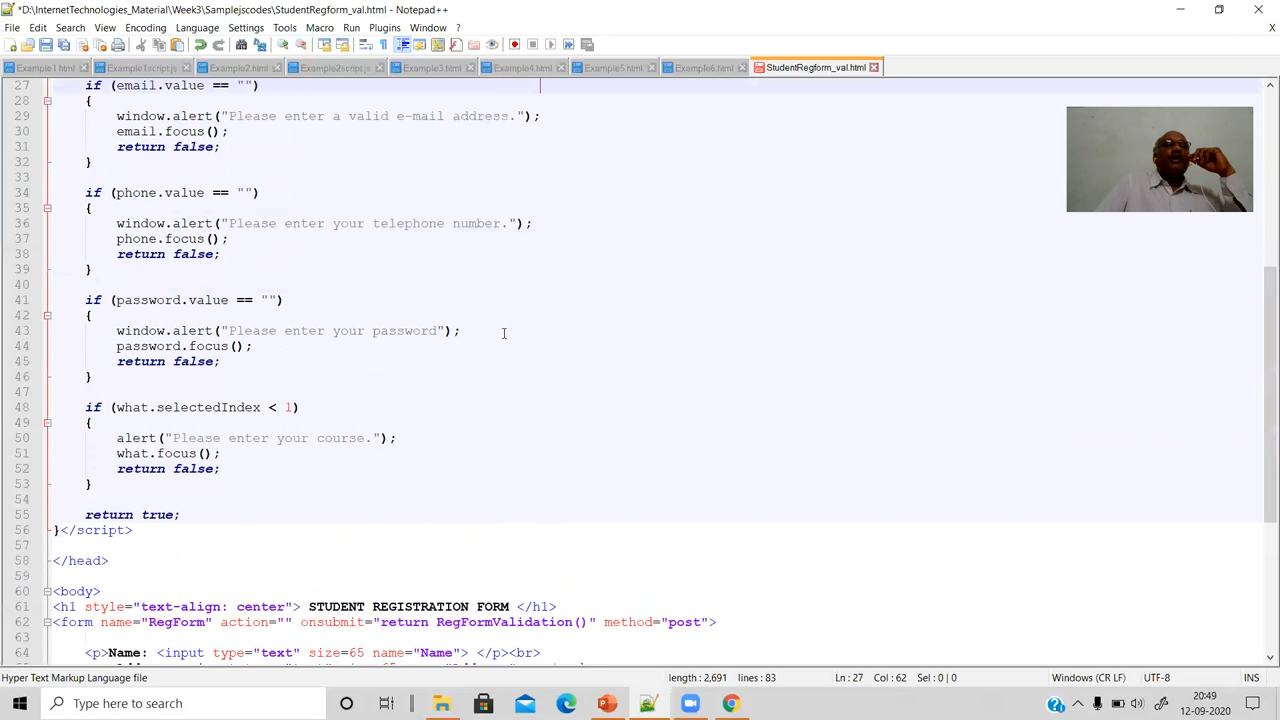 *D:\InternetTechnologies_Material\Week3\Samplejscodes\StudentRegform_val.html - Notepad++
File Edit Search View Encoding Language Settings Tools Macro Run Plugins Window ?
X
Example1.html Example1script.js Example2.html Example2script.js Example3.html Example4.html Example5.html Example6.html StudentRegform_val.html
27 if (email.value == "")
28 {
29 window.alert("Please enter a valid e-mail address.");
30 email.focus();
31 return false;
32 }
33
34 if (phone.value == "")
35 {
36 window.alert("Please enter your telephone number.");
37 phone.focus();
38 return false;
39 }
40
41 if (password.value == "")
42 {
43 window.alert("Please enter your password");
44 password.focus();
45 return false;
46 }
47
48 if (what.selectedIndex < 1)
49 {
50 alert("Please enter your course.");
51 what.focus();
52 return false;
53 }
54
55 return true;
56 }</script>
57
58 </head>
59
60 <body>
61 <h1 style="text-align: center"> STUDENT REGISTRATION FORM </h1>
62 <form name="RegForm" action="" onsubmit="return RegFormValidation()" method="post">
63
64 <p>Name: <input type="text" size=65 name="Name"> </p><br>
Hyper Text Markup Language file length : 2,691 lines : 83 Ln : 27 Col : 62 Sel : 0 | 0 Windows (CR LF) UTF-8 INS
Type here to search
20:49
12-09-2020